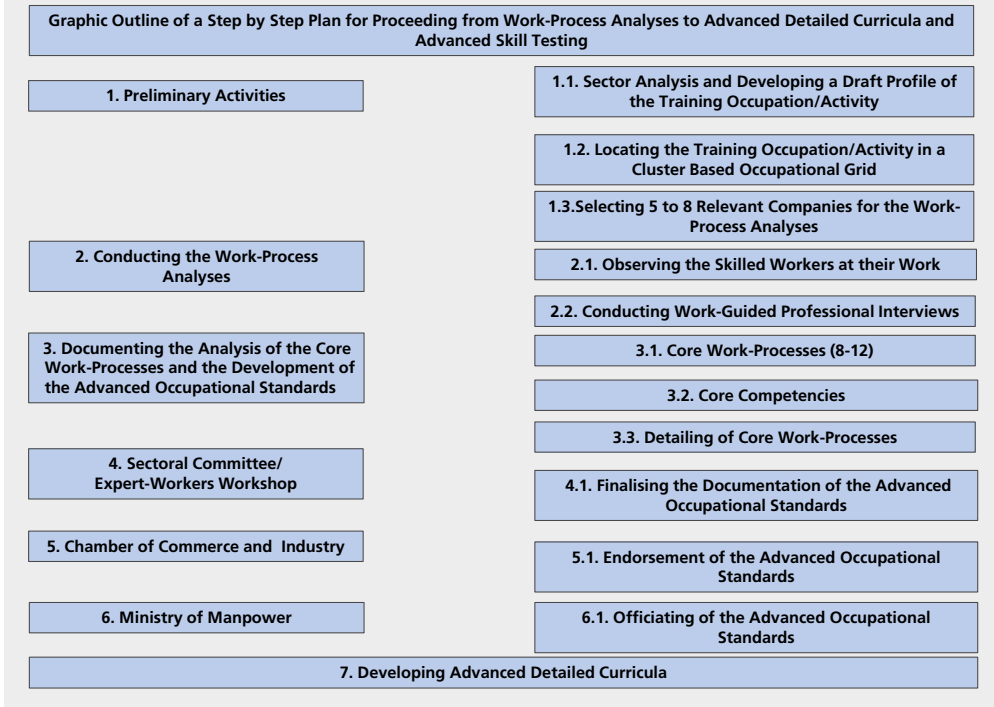 Graphic Outline of a Step by Step Plan for Proceeding from Work-Process Analyses to Advanced Detailed Curricula and
Advanced Skill Testing
1. Preliminary Activities
1.1. Sector Analysis and Developing a Draft Profile of
the Training Occupation/Activity
1.2. Locating the Training Occupation/Activity in a
Cluster Based Occupational Grid
1.3.Selecting 5 to 8 Relevant Companies for the Work-
Process Analyses
2. Conducting the Work-Process
Analyses
2.1. Observing the Skilled Workers at their Work
2.2. Conducting Work-Guided Professional Interviews
3. Documenting the Analysis of the Core
Work-Processes and the Development of
the Advanced Occupational Standards
3.1. Core Work-Processes (8-12)
3.2. Core Competencies
3.3. Detailing of Core Work-Processes
4. Sectoral Committee/
Expert-Workers Workshop
4.1. Finalising the Documentation of the Advanced
Occupational Standards
5. Chamber of Commerce and Industry
5.1. Endorsement of the Advanced Occupational
Standards
6. Ministry of Manpower
6.1. Officiating of the Advanced Occupational
Standards
7. Developing Advanced Detailed Curricula